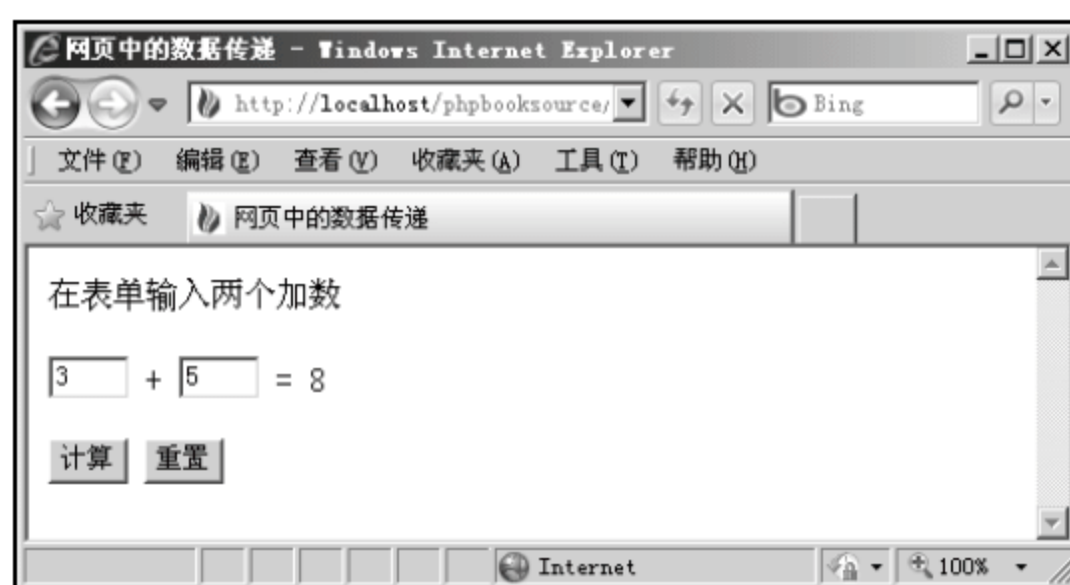 网页中的数据传递 - Windows Internet Explorer
http://localhost/phpbooksource/ Bing
文件(F) 编辑(E) 查看(V) 收藏夹(A) 工具(T) 帮助(H)
收藏夹 网页中的数据传递
在表单输入两个加数
3 + 5 = 8
计算 重置
Internet 100%